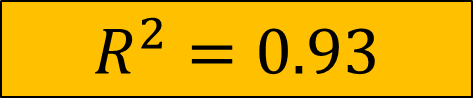 R² = 0.93